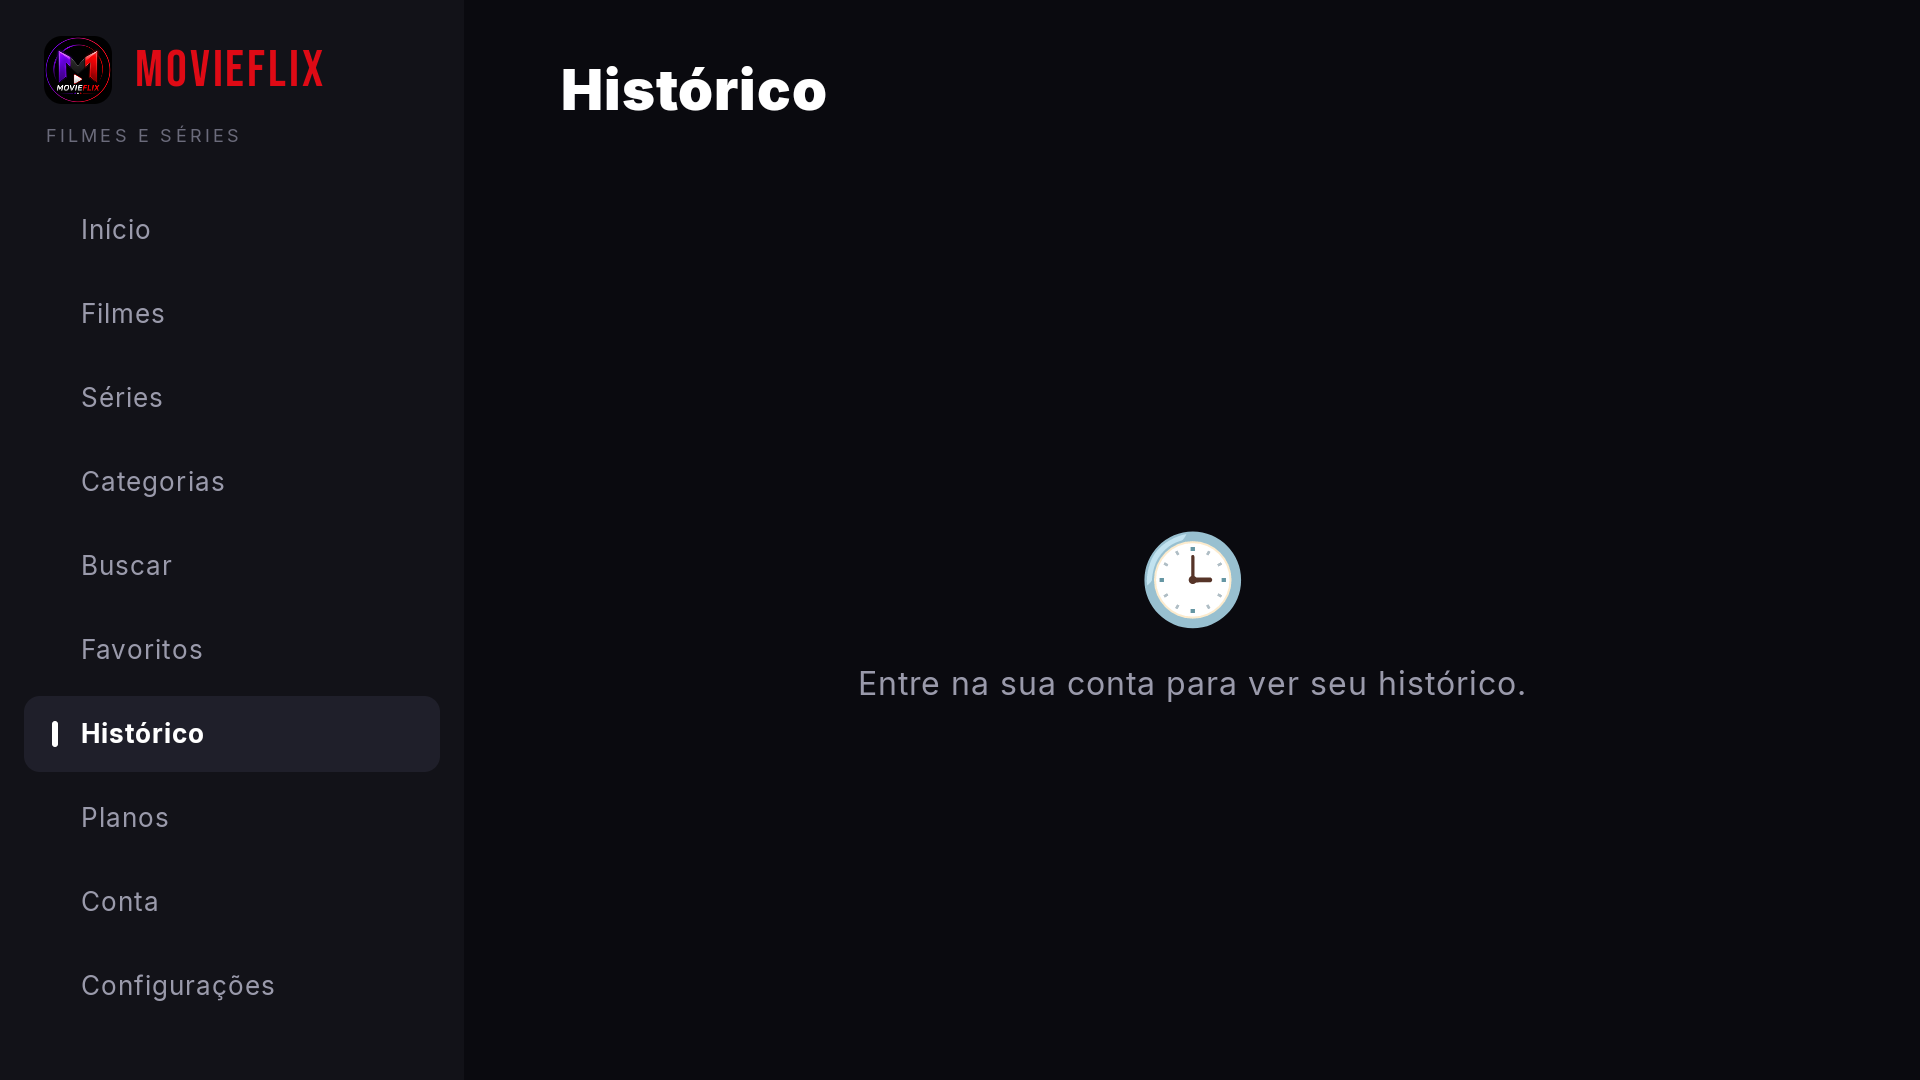 MOVIEFLIX
MOVIEFLIX
FILMES E SÉRIES
Início
Filmes
Séries
Categorias
Buscar
Favoritos
Histórico
Planos
Conta
Configurações
Histórico
Entre na sua conta para ver seu histórico.